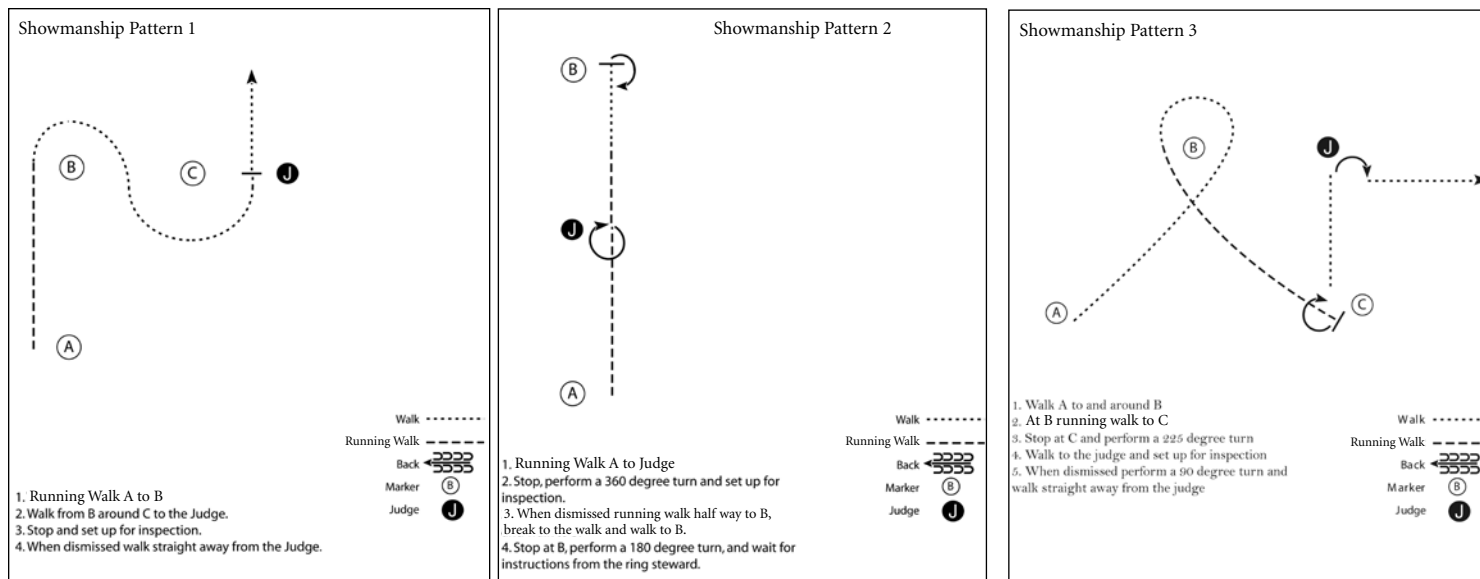 Showmanship Pattern 1
B
C
J
A
Walk
Running Walk
Back
Marker B
Judge J
1. Running Walk A to B
2. Walk from B around C to the Judge.
3. Stop and set up for inspection.
4. When dismissed walk straight away from the Judge.
Showmanship Pattern 2
B
J
A
Walk
Running Walk
Back
Marker B
Judge J
1. Running Walk A to Judge
2. Stop, perform a 360 degree turn and set up for
inspection.
3. When dismissed running walk half way to B,
break to the walk and walk to B.
4. Stop at B, perform a 180 degree turn, and wait for
instructions from the ring steward.
Showmanship Pattern 3
B
J
A
C
1. Walk A to and around B
2. At B running walk to C
3. Stop at C and perform a 225 degree turn
4. Walk to the judge and set up for inspection
5. When dismissed perform a 90 degree turn and
walk straight away from the judge
Walk
Running Walk
Back
Marker B
Judge J